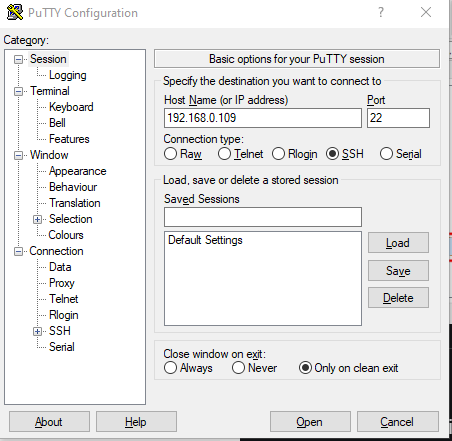 PuTTY Configuration
?
Category:
Session
Logging
Terminal
Keyboard
Bell
Features
Window
Appearance
Behaviour
Translation
Selection
Colours
Connection
Data
Proxy
Telnet
Rlogin
SSH
Serial
Basic options for your PuTTY session
Specify the destination you want to connect to
Host Name (or IP address) Port
192.168.0.109 22
Connection type:
Raw Telnet Rlogin SSH Serial
Load, save or delete a stored session
Saved Sessions
Default Settings
Load
Save
Delete
Close window on exit:
Always Never Only on clean exit
About Help Open Cancel